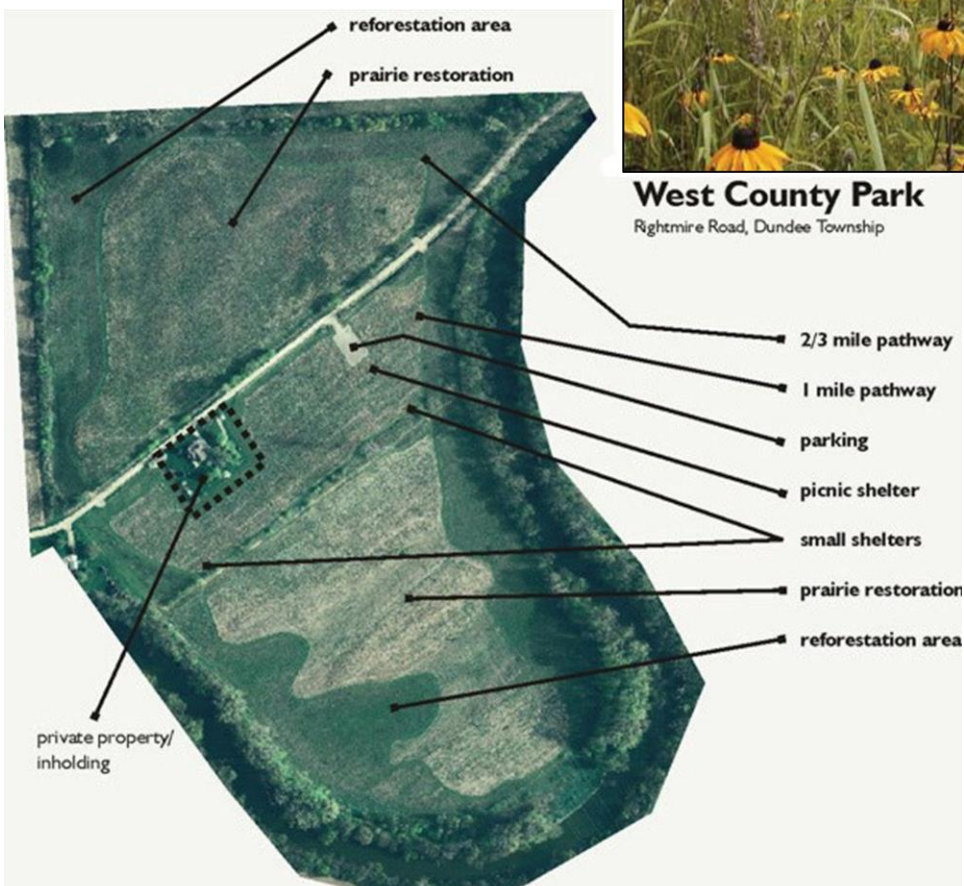 reforestation area
prairie restoration
West County Park
Rightmire Road, Dundee Township
2/3 mile pathway
1 mile pathway
parking
picnic shelter
small shelters
prairie restoration
reforestation area
private property/
inholding